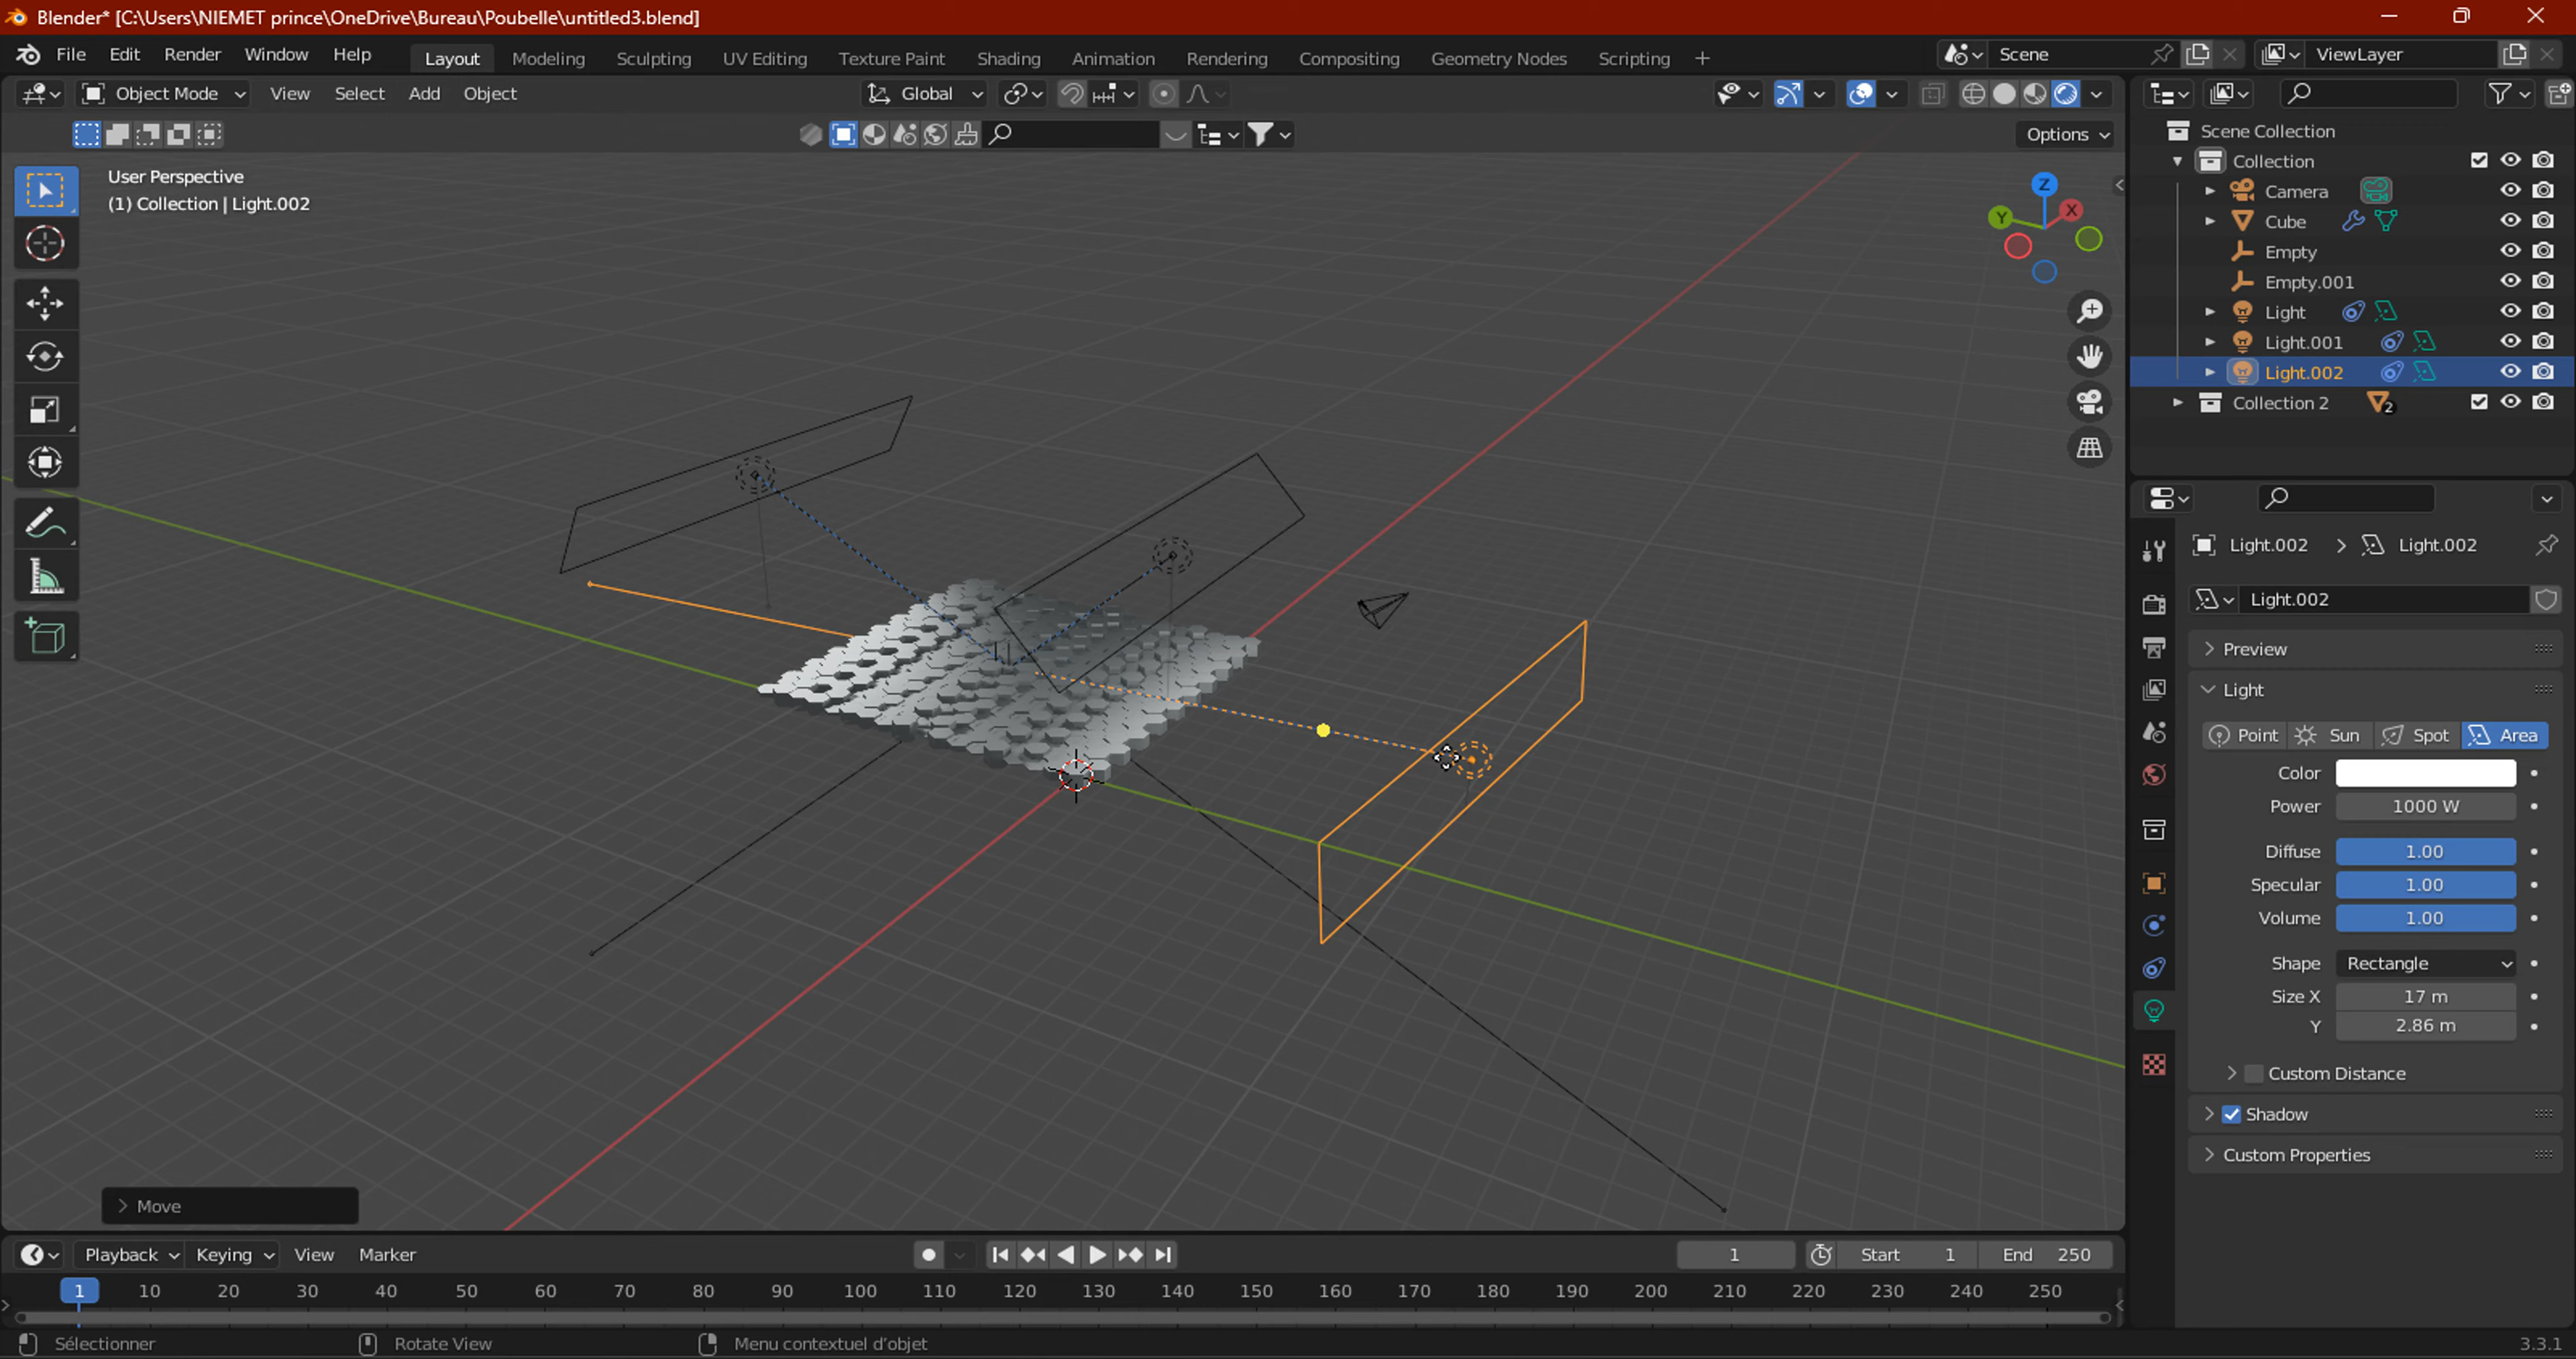 Blender* [C:\Users\NIEMET prince\OneDrive\Bureau\Poubelle\untitled3.blend]
File Edit Render Window Help Layout Modeling Sculpting UV Editing Texture Paint Shading Animation Rendering Compositing Geometry Nodes Scripting + Scene ViewLayer
Object Mode View Select Add Object Global
Options
User Perspective
(1) Collection | Light.002
Z
Y X
Scene Collection
Collection
Camera
Cube
Empty
Empty.001
Light
Light.001
Light.002
Collection 2 2
Light.002 > Light.002
Light.002
Preview
Light
Point Sun Spot Area
Color
Power 1000 W
Diffuse 1.00
Specular 1.00
Volume 1.00
Shape Rectangle
Size X 17 m
Y 2.86 m
Custom Distance
Shadow
Custom Properties
Move
Playback Keying View Marker 1 Start 1 End 250
1 10 20 30 40 50 60 70 80 90 100 110 120 130 140 150 160 170 180 190 200 210 220 230 240 250
Sélectionner Rotate View Menu contextuel d'objet 3.3.1